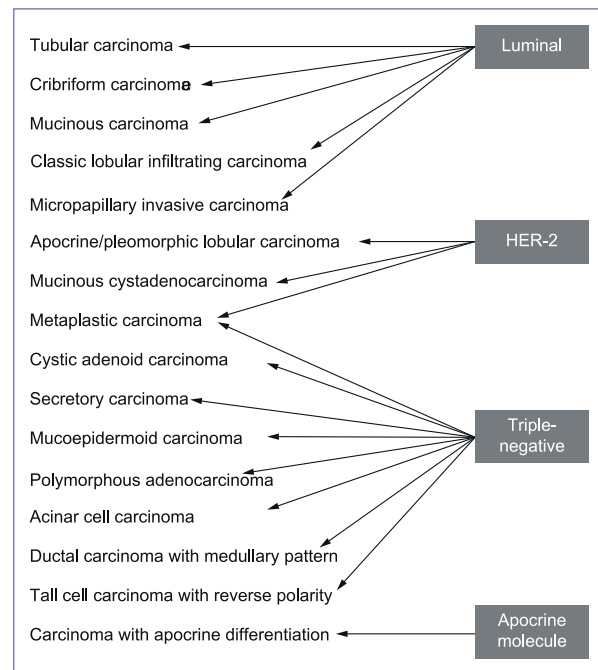 Tubular carcinoma
Luminal
Cribriform carcinoma
Mucinous carcinoma
Classic lobular infiltrating carcinoma
Micropapillary invasive carcinoma
Apocrine/pleomorphic lobular carcinoma
HER-2
Mucinous cystadenocarcinoma
Metaplastic carcinoma
Cystic adenoid carcinoma
Secretory carcinoma
Triple-
negative
Mucoepidermoid carcinoma
Polymorphous adenocarcinoma
Acinar cell carcinoma
Ductal carcinoma with medullary pattern
Tall cell carcinoma with reverse polarity
Carcinoma with apocrine differentiation
Apocrine
molecule